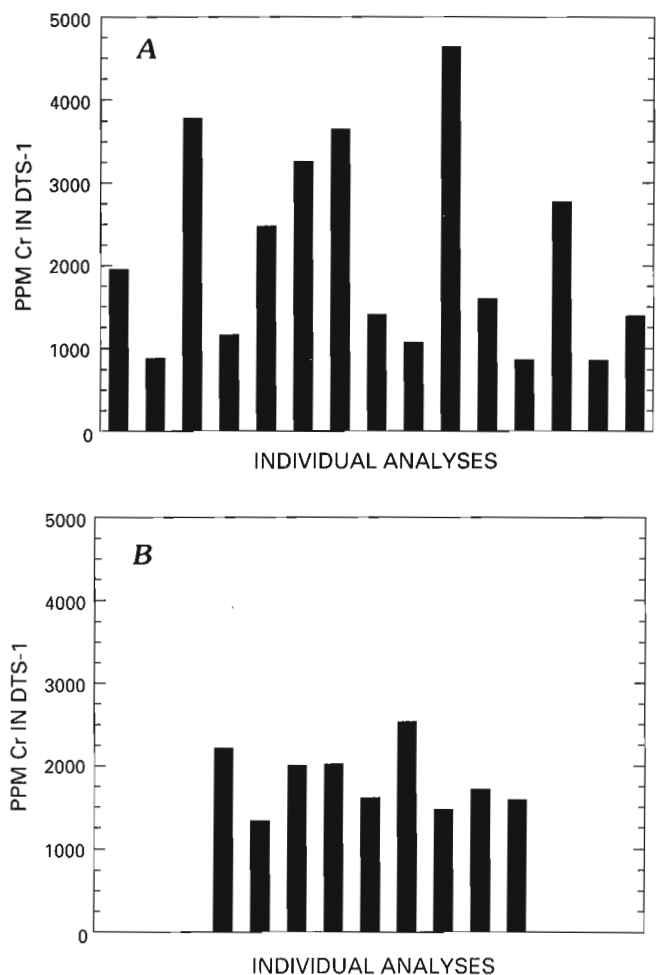 A
5000
4000
3000
2000
1000
0
PPM Cr IN DTS-1
INDIVIDUAL ANALYSES
B
5000
4000
3000
2000
1000
0
PPM Cr IN DTS-1
INDIVIDUAL ANALYSES